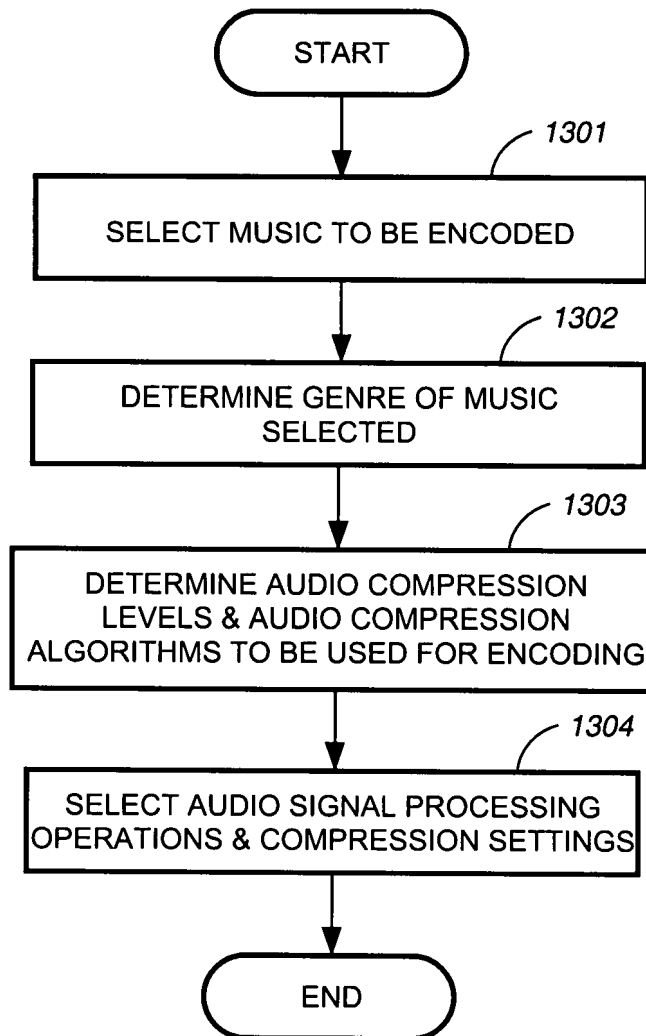 START
1301
SELECT MUSIC TO BE ENCODED
1302
DETERMINE GENRE OF MUSIC
SELECTED
1303
DETERMINE AUDIO COMPRESSION
LEVELS & AUDIO COMPRESSION
ALGORITHMS TO BE USED FOR ENCODING
1304
SELECT AUDIO SIGNAL PROCESSING
OPERATIONS & COMPRESSION SETTINGS
END